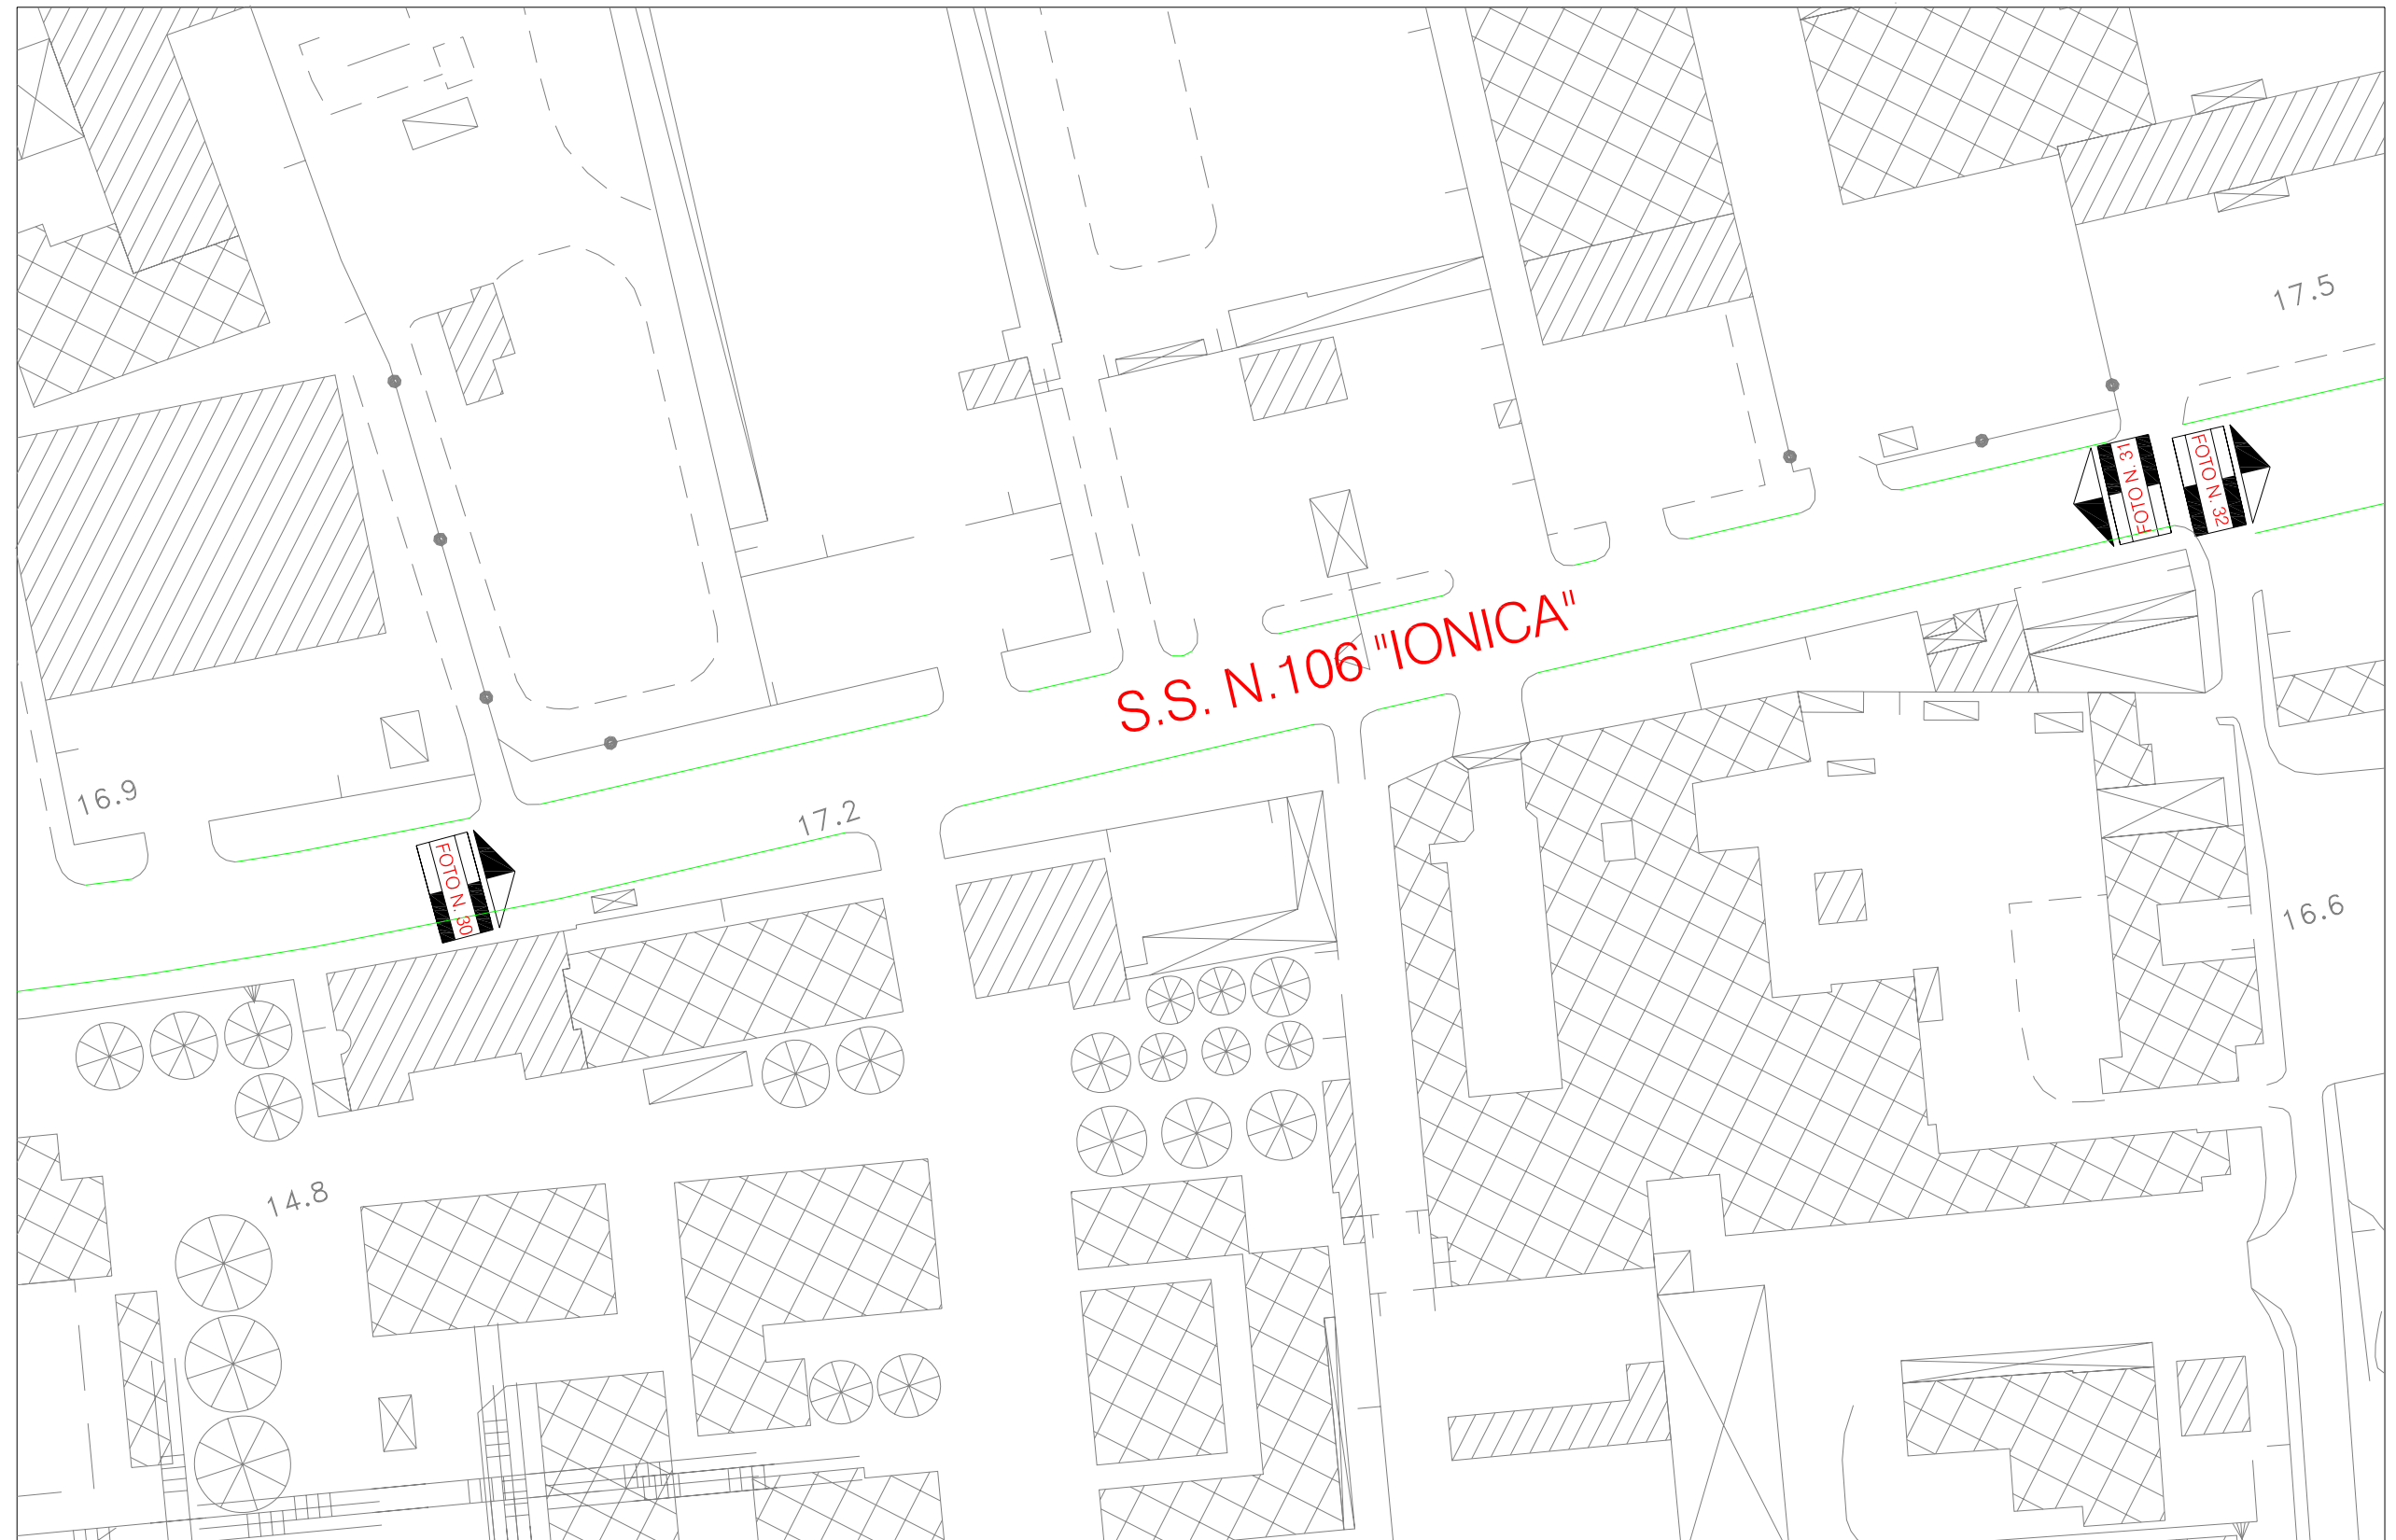 17.5
FOTO N. 31
FOTO N. 32
S.S. N.106 "IONICA"
16.9
17.2
FOTO N. 30
16.6
14.8